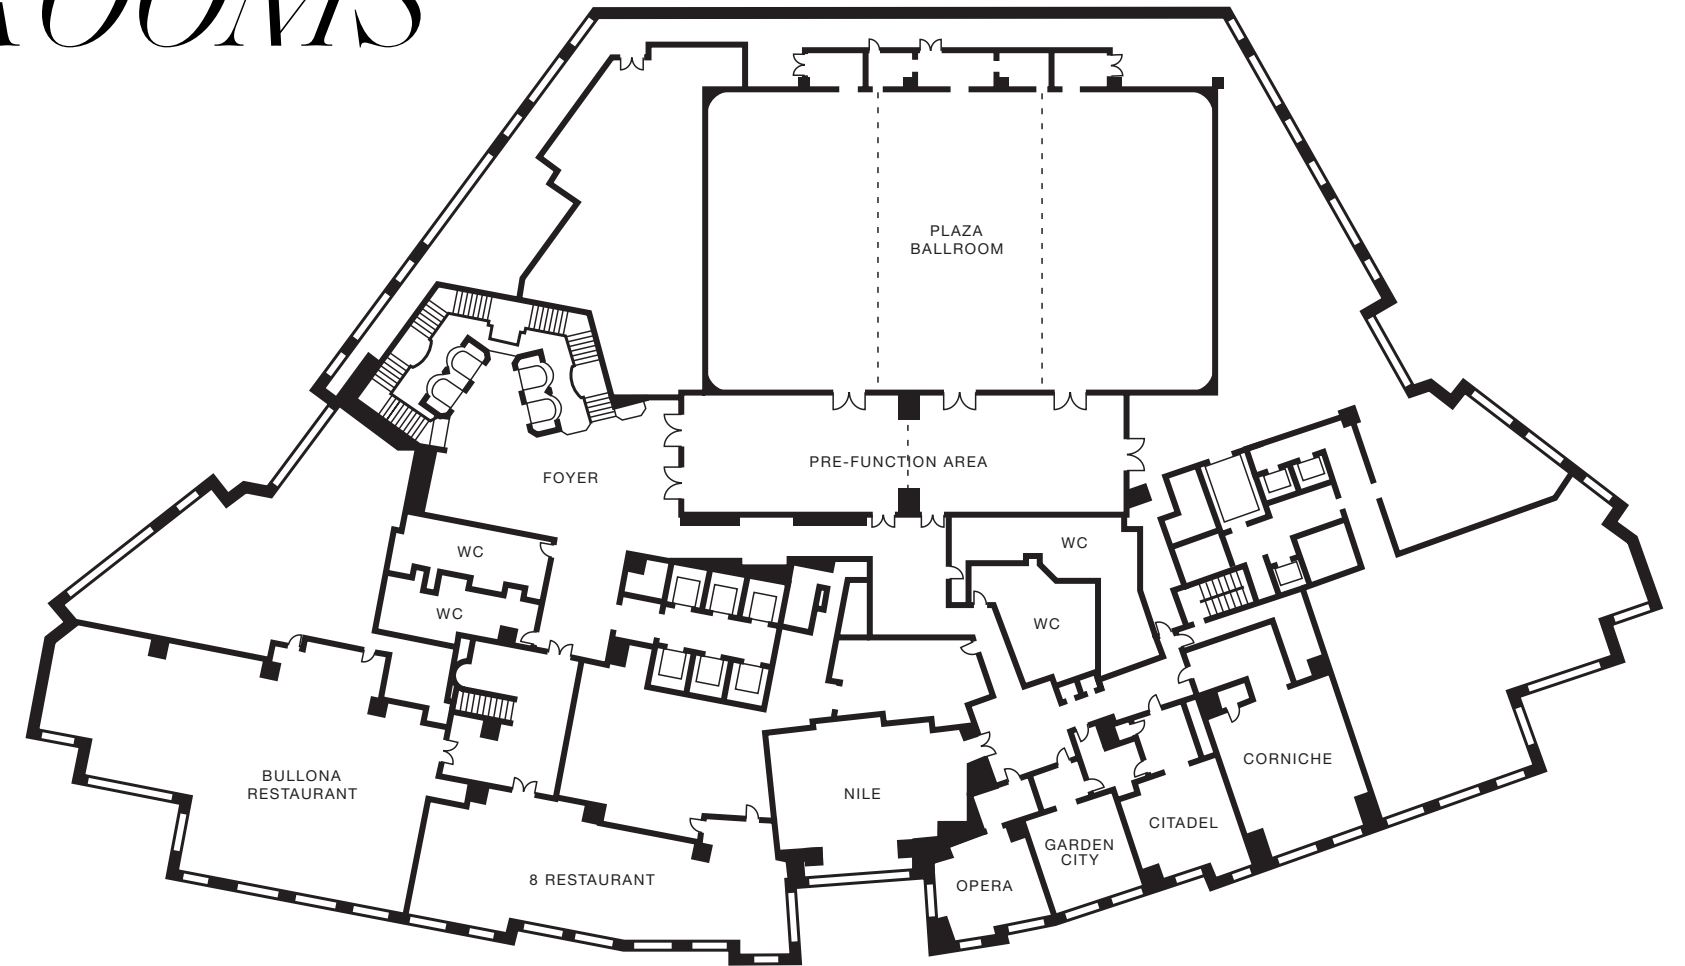 ROOMS
PLAZA
BALLROOM
PRE-FUNCTION AREA
FOYER
WC
WC
WC
WC
BULLONA
RESTAURANT
8 RESTAURANT
NILE
OPERA
GARDEN
CITY
CITADEL
CORNICHE